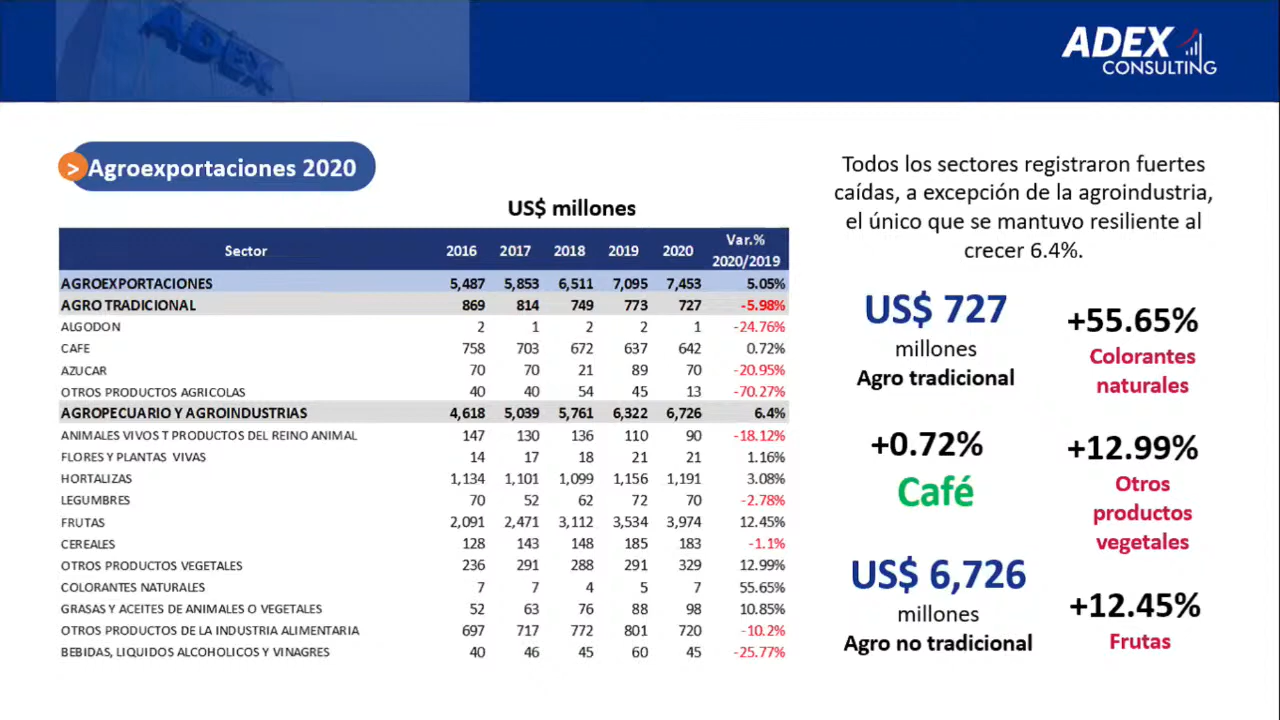 ADEX
ADEX
CONSULTING
> Agroexportaciones 2020
US$ millones
Sector 2016 2017 2018 2019 2020 Var.% 2020/2019
AGROEXPORTACIONES 5,487 5,853 6,511 7,095 7,453 5.05%
AGRO TRADICIONAL 869 814 749 773 727 -5.98%
ALGODON 2 1 2 2 1 -24.76%
CAFE 758 703 672 637 642 0.72%
AZUCAR 70 70 21 89 70 -20.95%
OTROS PRODUCTOS AGRICOLAS 40 40 54 45 13 -70.27%
AGROPECUARIO Y AGROINDUSTRIAS 4,618 5,039 5,761 6,322 6,726 6.4%
ANIMALES VIVOS T PRODUCTOS DEL REINO ANIMAL 147 130 136 110 90 -18.12%
FLORES Y PLANTAS VIVAS 14 17 18 21 21 1.16%
HORTALIZAS 1,134 1,101 1,099 1,156 1,191 3.08%
LEGUMBRES 70 52 62 72 70 -2.78%
FRUTAS 2,091 2,471 3,112 3,534 3,974 12.45%
CEREALES 128 143 148 185 183 -1.1%
OTROS PRODUCTOS VEGETALES 236 291 288 291 329 12.99%
COLORANTES NATURALES 7 7 4 5 7 55.65%
GRASAS Y ACEITES DE ANIMALES O VEGETALES 52 63 76 88 98 10.85%
OTROS PRODUCTOS DE LA INDUSTRIA ALIMENTARIA 697 717 772 801 720 -10.2%
BEBIDAS, LIQUIDOS ALCOHOLICOS Y VINAGRES 40 46 45 60 45 -25.77%
Todos los sectores registraron fuertes
caídas, a excepción de la agroindustria,
el único que se mantuvo resiliente al
crecer 6.4%.
US$ 727
millones
Agro tradicional
+55.65%
Colorantes
naturales
+0.72%
Café
+12.99%
Otros
productos
vegetales
US$ 6,726
millones
Agro no tradicional
+12.45%
Frutas